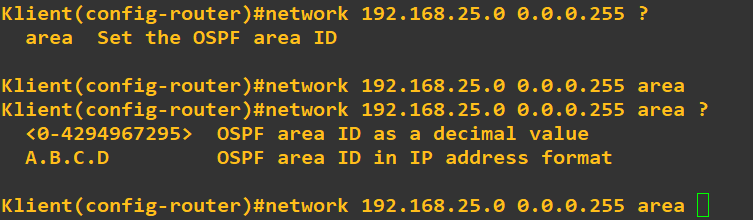 Klient(config-router)#network 192.168.25.0 0.0.0.255 ?
  area  Set the OSPF area ID
Klient(config-router)#network 192.168.25.0 0.0.0.255 area
Klient(config-router)#network 192.168.25.0 0.0.0.255 area ?
  <0-4294967295>  OSPF area ID as a decimal value
  A.B.C.D         OSPF area ID in IP address format
Klient(config-router)#network 192.168.25.0 0.0.0.255 area